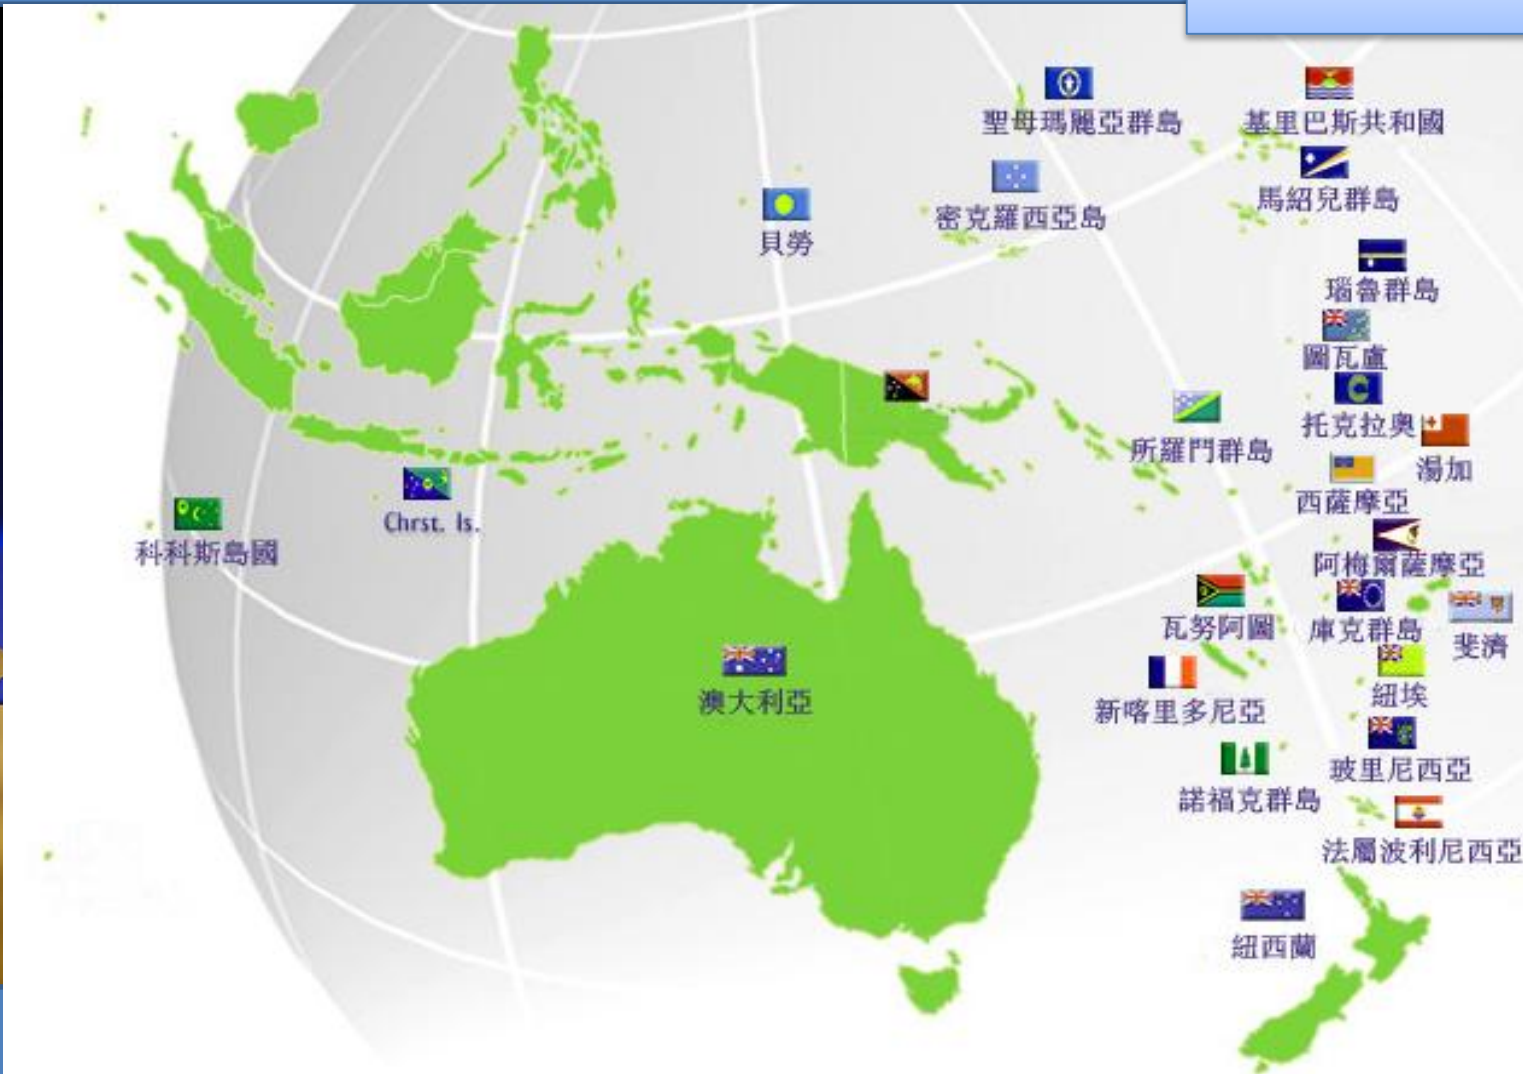 聖母瑪麗亞群島
基里巴斯共和國
密克羅西亞島
馬紹兒群島
貝勞
瑙魯群島
圖瓦盧
托克拉奧
所羅門群島
湯加
西薩摩亞
Chrst. Is.
科科斯島國
阿梅爾薩摩亞
瓦努阿圖
庫克群島
斐濟
澳大利亞
紐埃
新喀里多尼亞
玻里尼西亞
諾福克群島
法屬波利尼西亞
紐西蘭